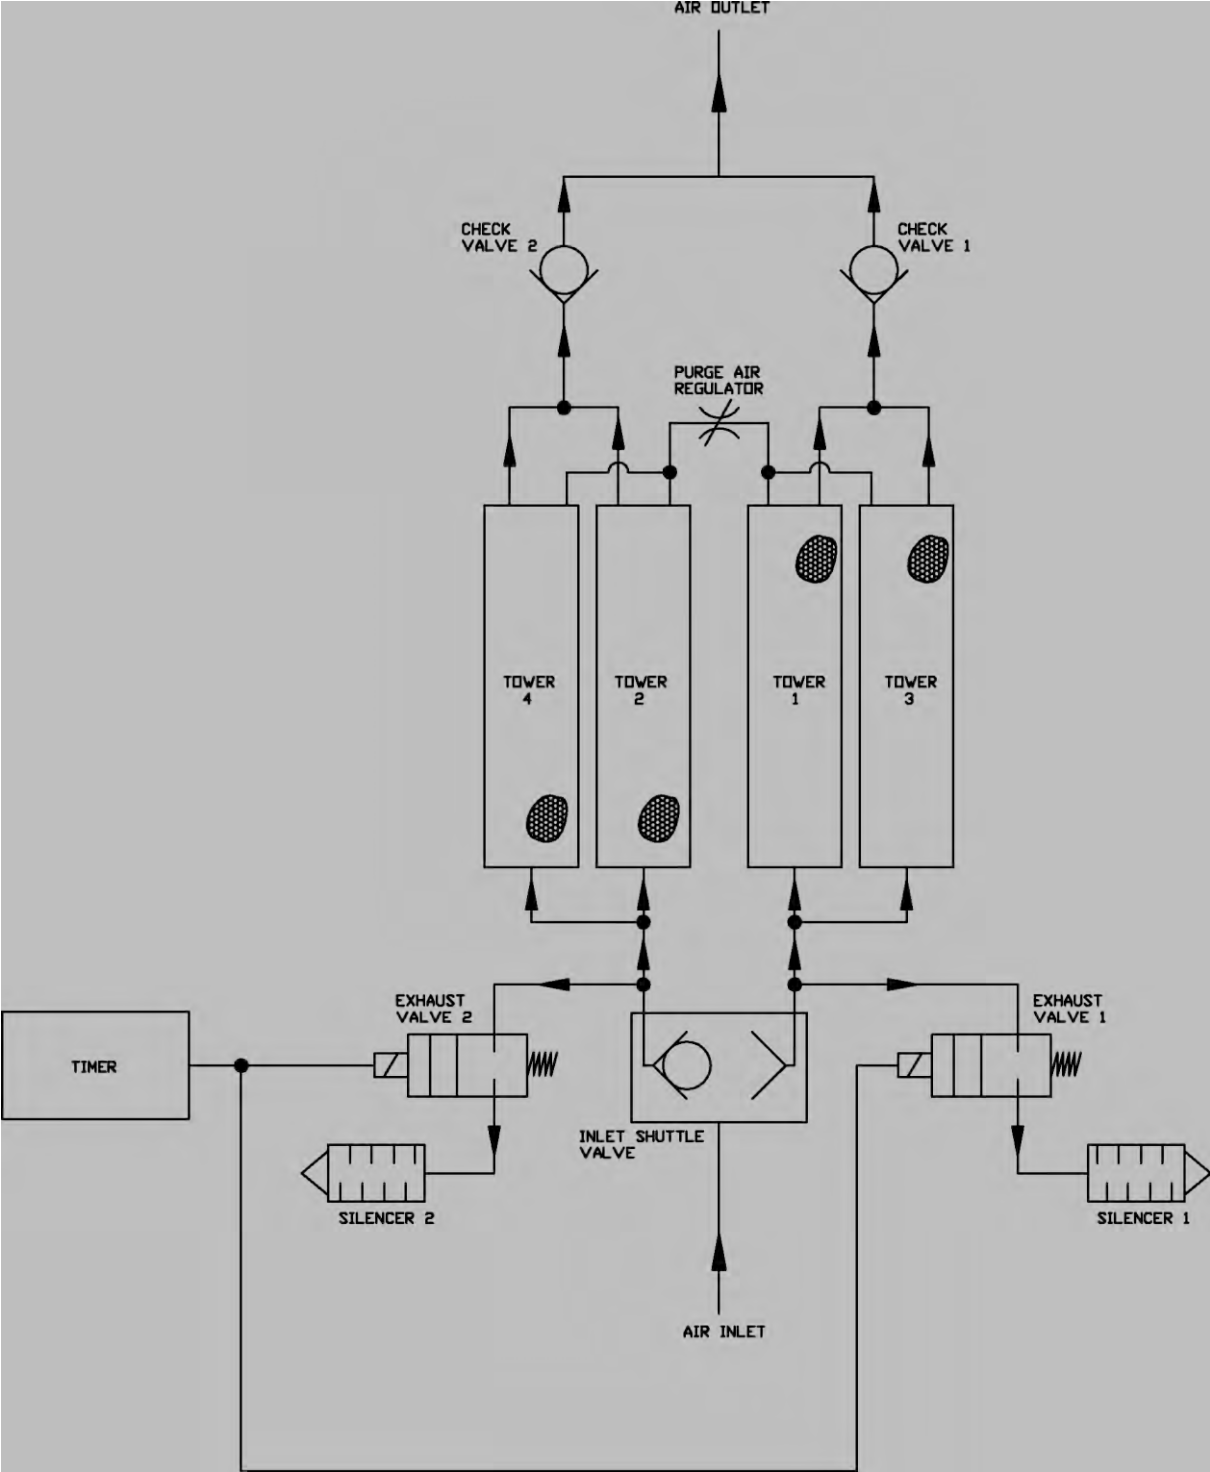 AIR OUTLET
CHECK
VALVE 2
CHECK
VALVE 1
PURGE AIR
REGULATOR
TOWER
4
TOWER
2
TOWER
1
TOWER
3
EXHAUST
VALVE 2
EXHAUST
VALVE 1
TIMER
INLET SHUTTLE
VALVE
SILENCER 2
SILENCER 1
AIR INLET